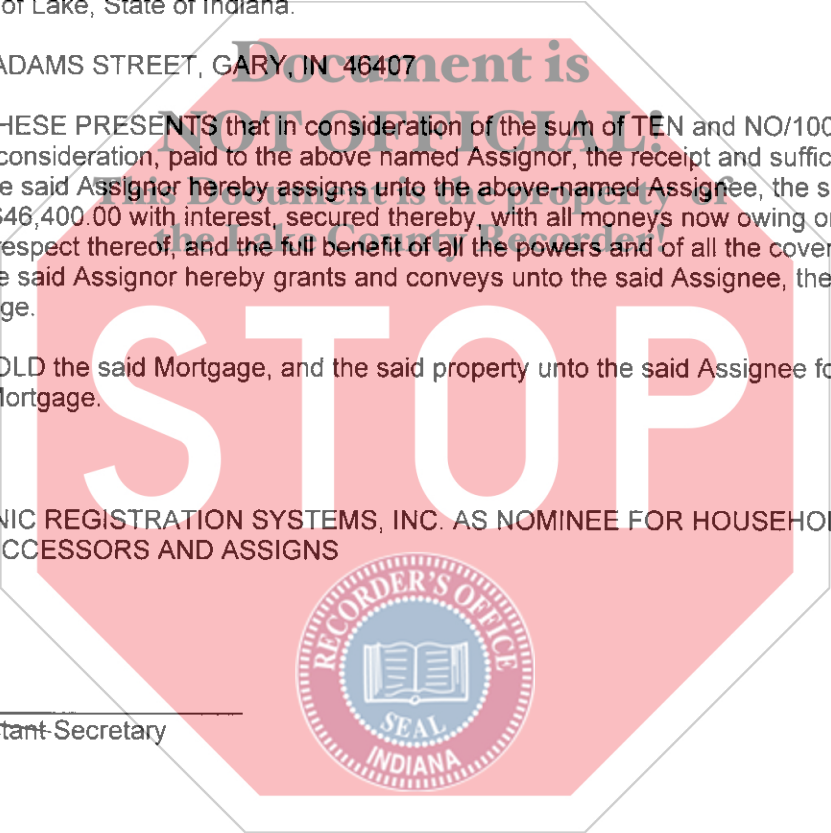 of Lake, State of Indiana.
ADAMS STREET, GARY, IN 46407
Document is
HESE PRESENTS that in consideration of the sum of TEN and NO/100
NOT OFFICIAL!
consideration, paid to the above named Assignor, the receipt and suffic
e said Assignor hereby assigns unto the above-named Assignee, the s
This Document is the property of
$46,400.00 with interest, secured thereby, with all moneys now owing or
respect thereof, and the full benefit of all the powers and of all the cover
the Lake County Recorder!
e said Assignor hereby grants and conveys unto the said Assignee, the
ge.
STOP
OLD the said Mortgage, and the said property unto the said Assignee fo
Mortgage.
NIC REGISTRATION SYSTEMS, INC. AS NOMINEE FOR HOUSEHOL
CCESSORS AND ASSIGNS
RECORDER'S OFFICE
SEAL
INDIANA
tant Secretary